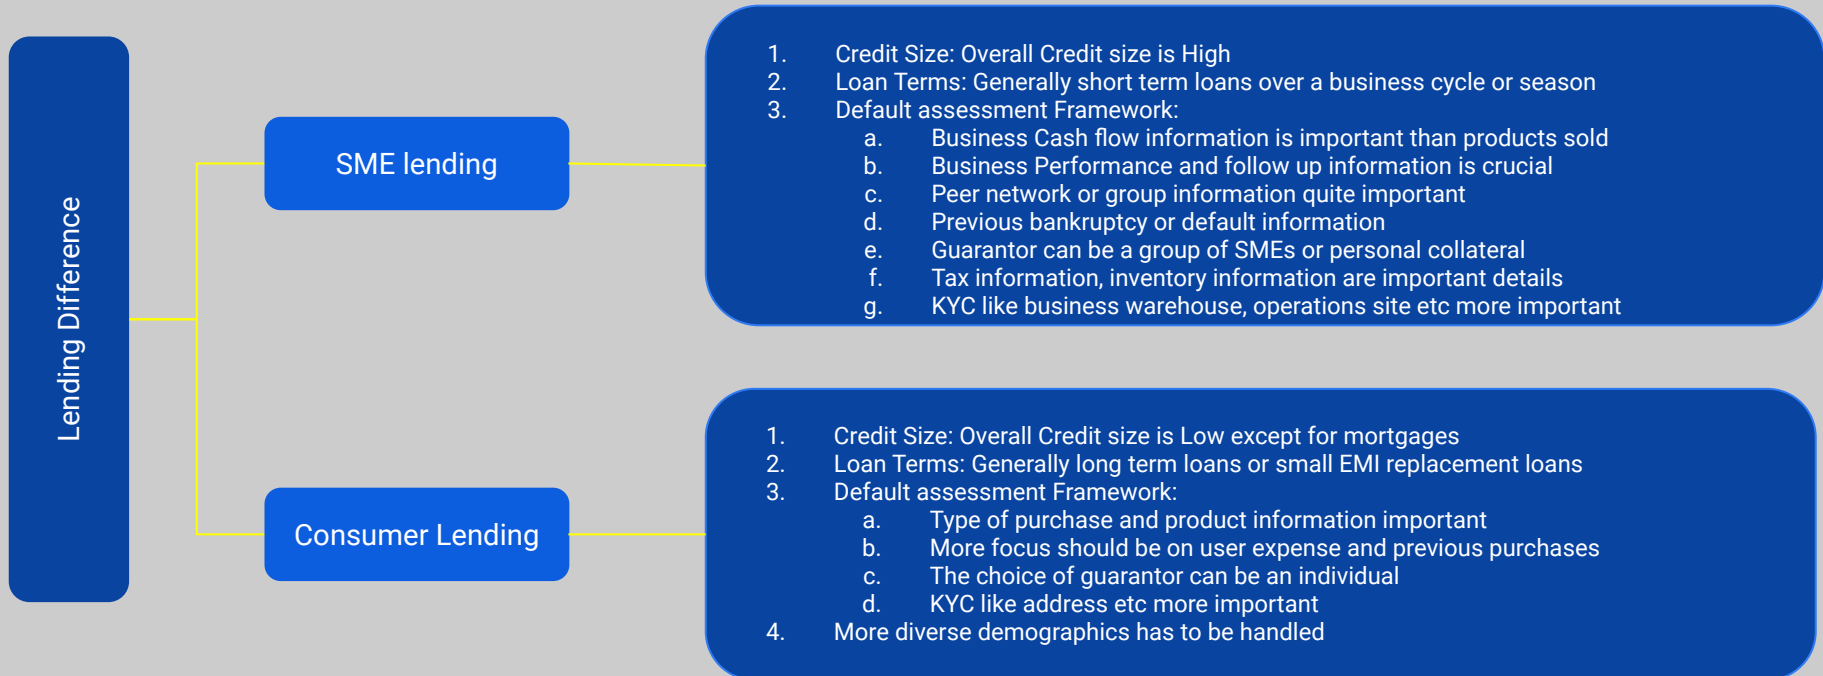 Lending Difference
SME lending
1. Credit Size: Overall Credit size is High
2. Loan Terms: Generally short term loans over a business cycle or season
3. Default assessment Framework:
a. Business Cash flow information is important than products sold
b. Business Performance and follow up information is crucial
c. Peer network or group information quite important
d. Previous bankruptcy or default information
e. Guarantor can be a group of SMEs or personal collateral
f. Tax information, inventory information are important details
g. KYC like business warehouse, operations site etc more important
Consumer Lending
1. Credit Size: Overall Credit size is Low except for mortgages
2. Loan Terms: Generally long term loans or small EMI replacement loans
3. Default assessment Framework:
a. Type of purchase and product information important
b. More focus should be on user expense and previous purchases
c. The choice of guarantor can be an individual
d. KYC like address etc more important
4. More diverse demographics has to be handled